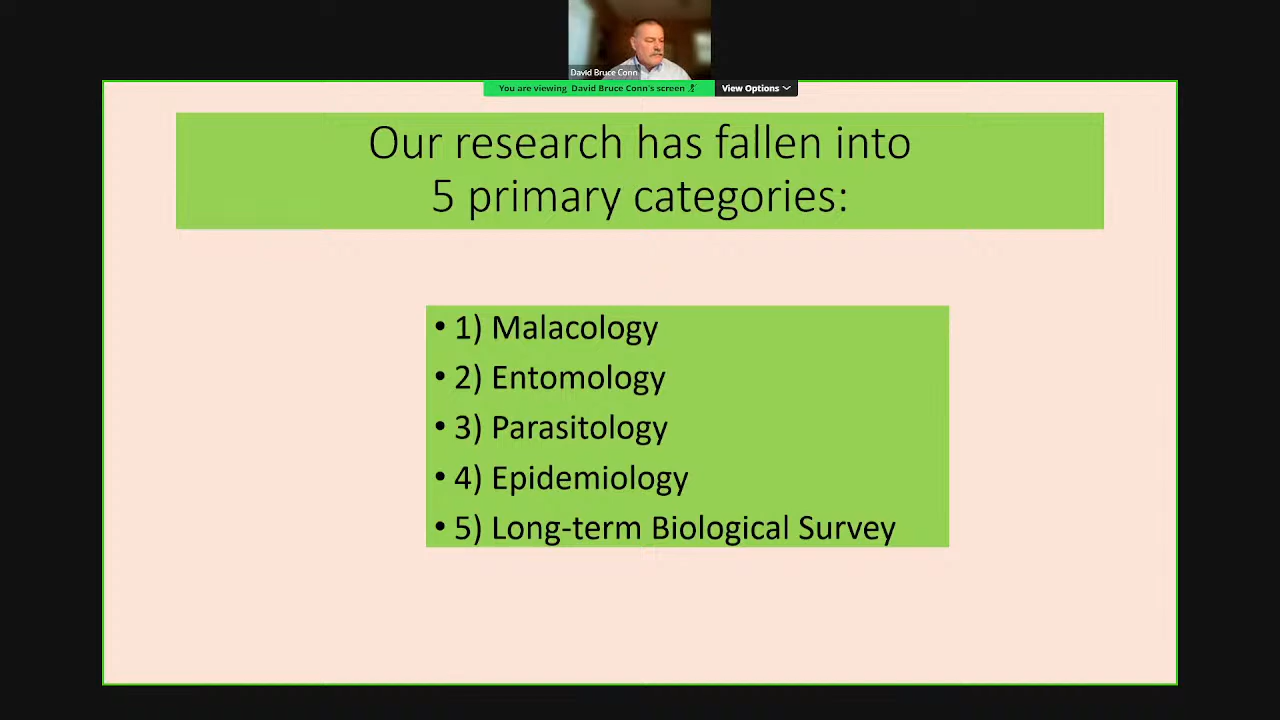 David Bruce Conn
You are viewing David Bruce Conn's screen
View Options
Our research has fallen into
5 primary categories:
• 1) Malacology
• 2) Entomology
• 3) Parasitology
• 4) Epidemiology
• 5) Long-term Biological Survey